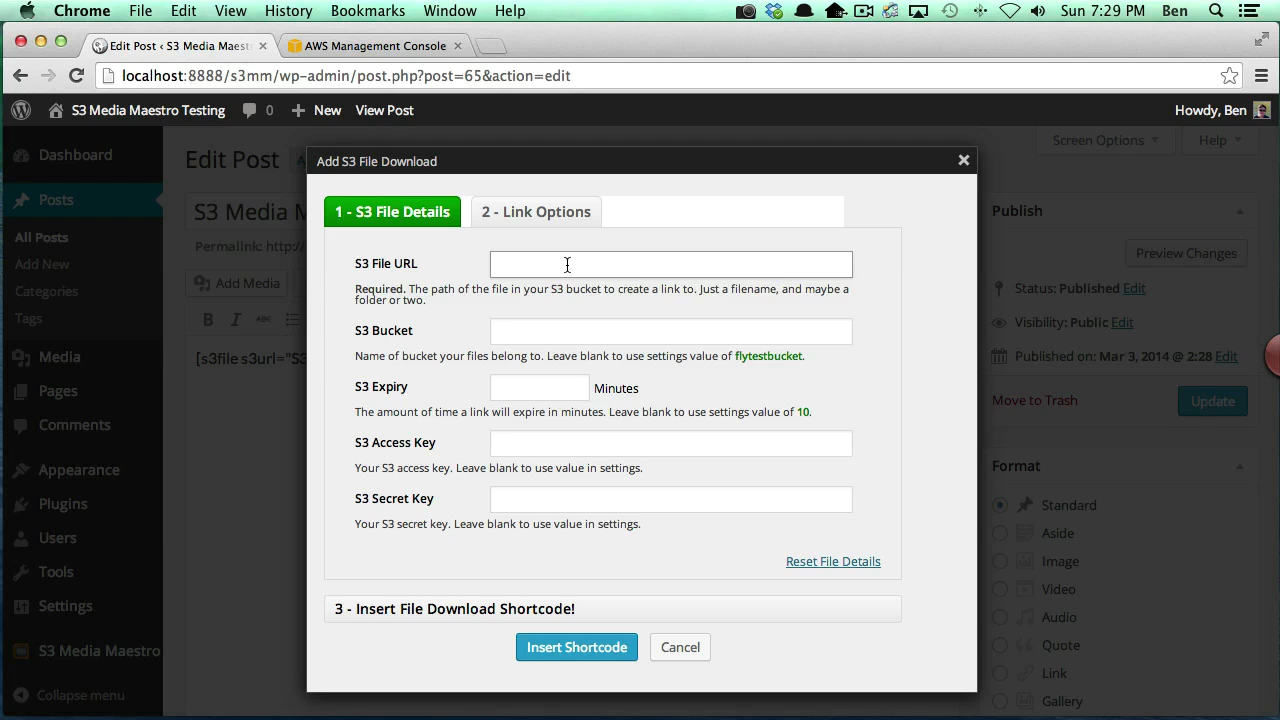 Chrome File Edit View History Bookmarks Window Help Sun 7:29 PM Ben
Edit Post ‹ S3 Media Maest
AWS Management Console
localhost:8888/s3mm/wp-admin/post.php?post=65&action=edit
S3 Media Maestro Testing 0 New View Post Howdy, Ben
Screen Options Help
Dashboard
Posts
All Posts
Add New
Categories
Tags
Media
Pages
Comments
Appearance
Plugins
Users
Tools
Settings
S3 Media Maestro
Collapse menu
Edit Post
S3 Media M
Permalink: http:/
Add Media
B I ABC
[s3file s3url="S3
Add S3 File Download
1 - S3 File Details
2 - Link Options
S3 File URL
Required. The path of the file in your S3 bucket to create a link to. Just a filename, and maybe a
folder or two.
S3 Bucket
Name of bucket your files belong to. Leave blank to use settings value of flytestbucket.
S3 Expiry
Minutes
The amount of time a link will expire in minutes. Leave blank to use settings value of 10.
S3 Access Key
Your S3 access key. Leave blank to use value in settings.
S3 Secret Key
Your S3 secret key. Leave blank to use value in settings.
Reset File Details
3 - Insert File Download Shortcode!
Insert Shortcode
Cancel
Publish
Preview Changes
Status: Published Edit
Visibility: Public Edit
Published on: Mar 3, 2014 @ 2:28 Edit
Move to Trash
Update
Format
Standard
Aside
Image
Video
Audio
Quote
Link
Gallery